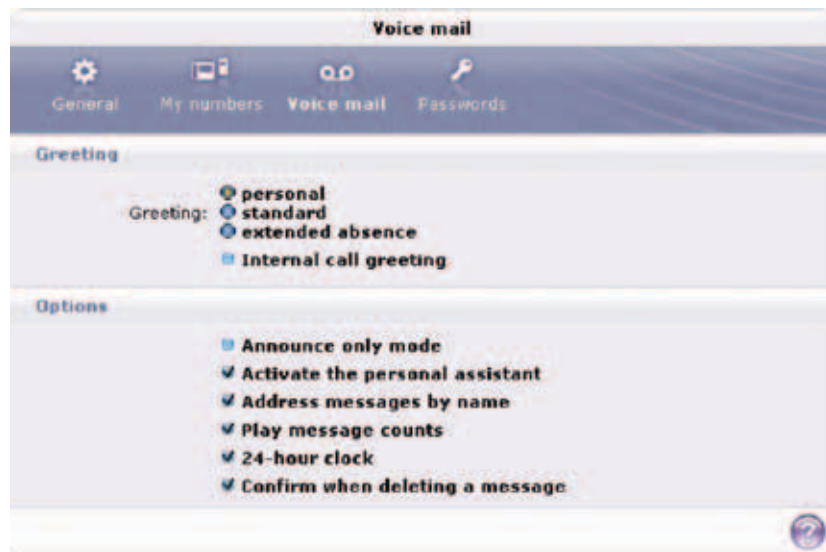 Voice mail
General My numbers Voice mail Passwords
Greeting
Greeting: personal
standard
extended absence
Internal call greeting
Options
Announce only mode
Activate the personal assistant
Address messages by name
Play message counts
24-hour clock
Confirm when deleting a message
?